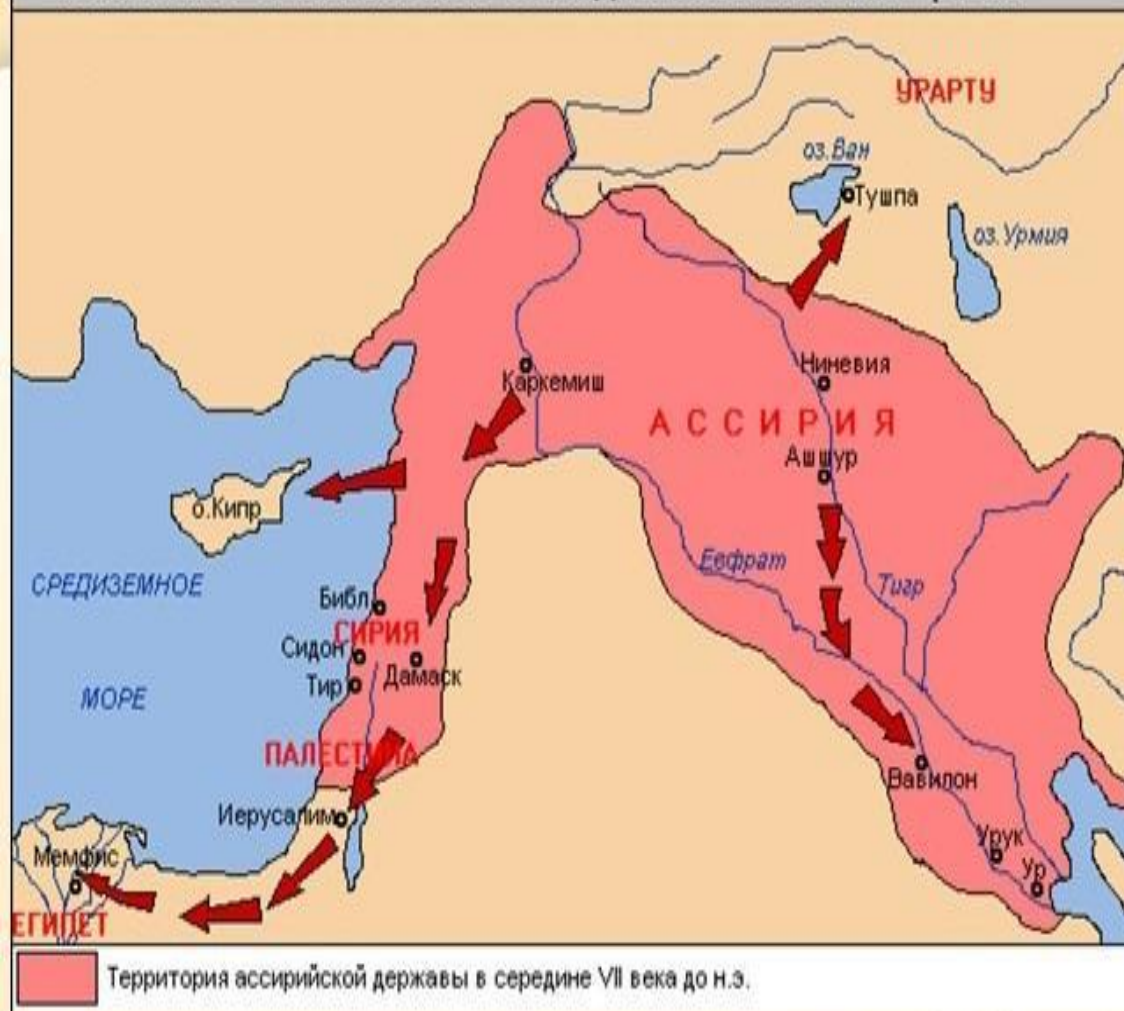 УРАРТУ
оз.Ван
Тушпа
оз.Урмия
Каркемиш
Ниневия
АССИРИЯ
Ашшур
о.Кипр
СРЕДИЗЕМНОЕ
МОРЕ
Евфрат
Тигр
Библ
СИРИЯ
Сидон
Дамаск
Тир
ПАЛЕСТИНА
Вавилон
Иерусалим
Урук
Ур
Мемфис
ЕГИПЕТ
Территория ассирийской державы в середине VII века до н.э.